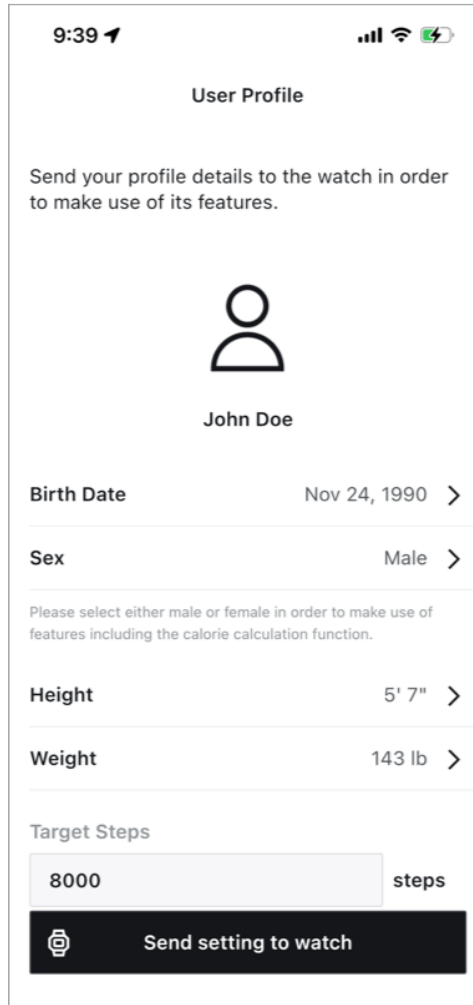 9:39
User Profile
Send your profile details to the watch in order
to make use of its features.
John Doe
Birth Date Nov 24, 1990
Sex Male
Please select either male or female in order to make use of
features including the calorie calculation function.
Height 5' 7"
Weight 143 lb
Target Steps
8000 steps
Send setting to watch